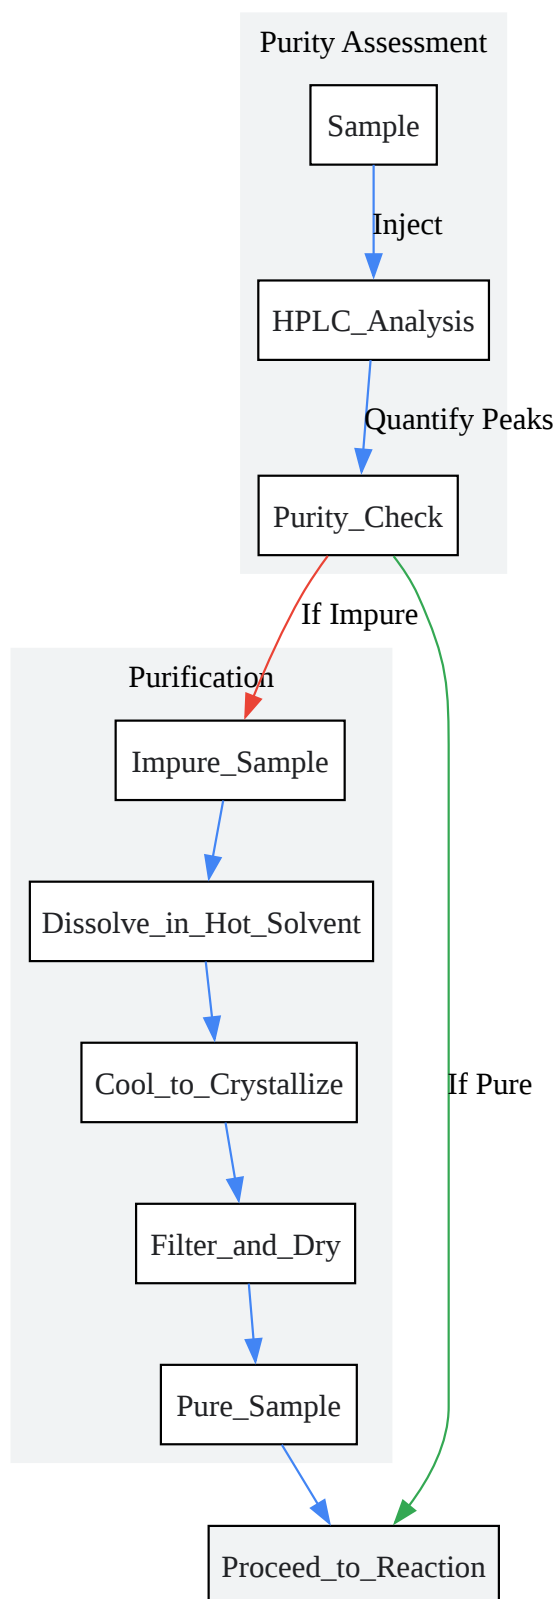 Purity Assessment
Sample
Inject
HPLC_Analysis
Quantify Peaks
Purity_Check
If Impure
Purification
Impure_Sample
Dissolve_in_Hot_Solvent
Cool_to_Crystallize
If Pure
Filter_and_Dry
Pure_Sample
Proceed_to_Reaction